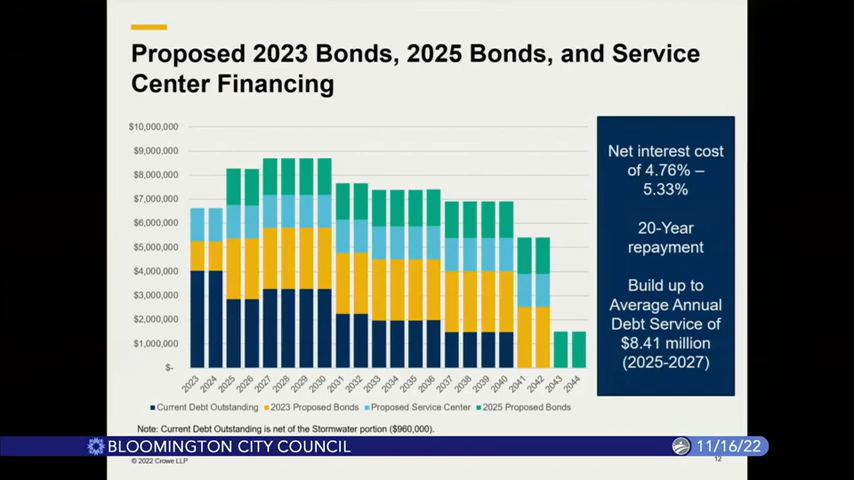 Proposed 2023 Bonds, 2025 Bonds, and Service
Center Financing
$10,000,000
$9,000,000
$8,000,000
$7,000,000
$6,000,000
$5,000,000
$4,000,000
$3,000,000
$2,000,000
$1,000,000
$-
2023 2024 2025 2026 2027 2028 2029 2030 2031 2032 2033 2034 2035 2036 2037 2038 2039 2040 2041 2042 2043 2044
Current Debt Outstanding 2023 Proposed Bonds Proposed Service Center 2025 Proposed Bonds
Net interest cost
of 4.76% –
5.33%
20-Year
repayment
Build up to
Average Annual
Debt Service of
$8.41 million
(2025-2027)
Note: Current Debt Outstanding is net of the Stormwater portion ($960,000).
BLOOMINGTON CITY COUNCIL
11/16/22
© 2022 Crowe LLP
12